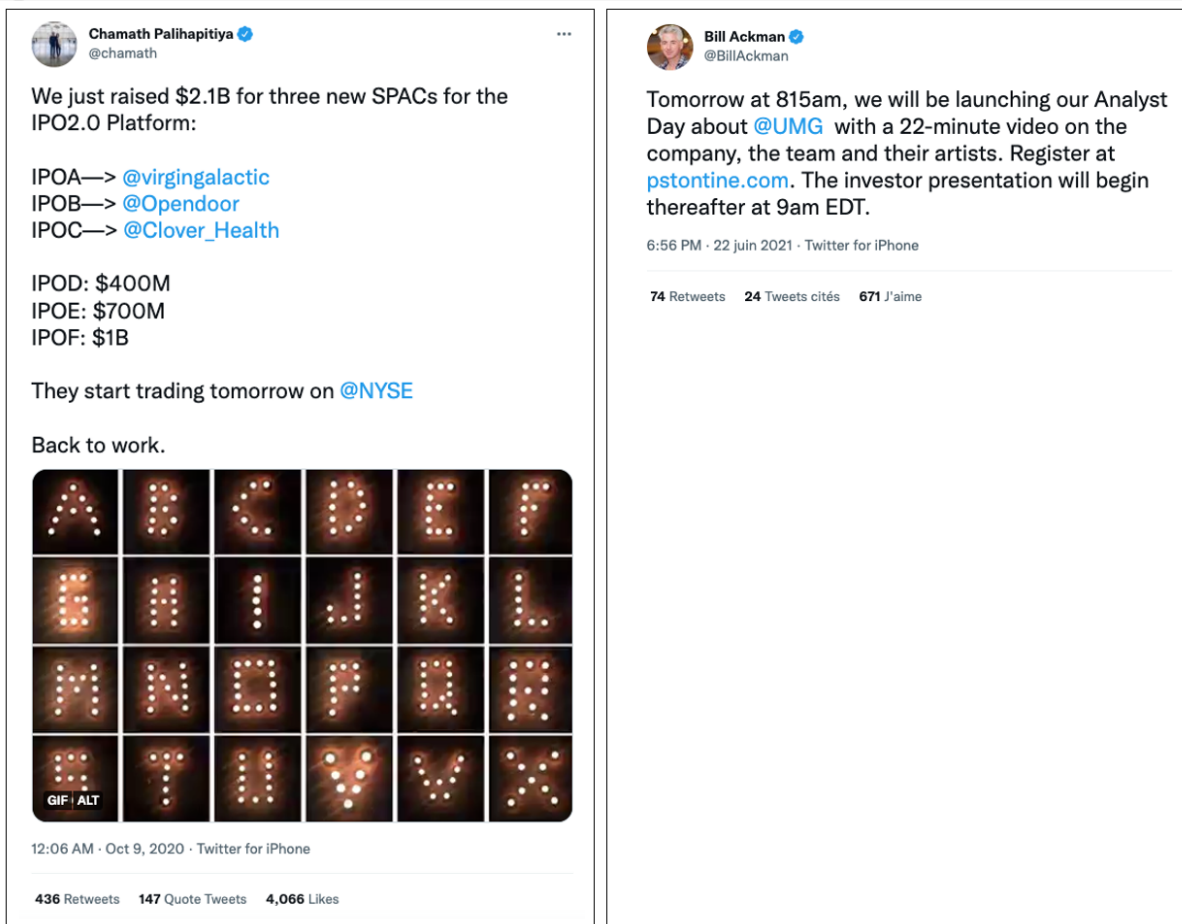 Chamath Palihapitiya
@chamath
We just raised $2.1B for three new SPACs for the
IPO2.0 Platform:
IPOA—> @virgingalactic
IPOB—> @Opendoor
IPOC—> @Clover_Health
IPOD: $400M
IPOE: $700M
IPOF: $1B
They start trading tomorrow on @NYSE
Back to work.
A B C D E F
G H I J K L
M N O P Q R
S T U V V X
GIF ALT
12:06 AM · Oct 9, 2020 · Twitter for iPhone
436 Retweets 147 Quote Tweets 4,066 Likes
Bill Ackman
@BillAckman
Tomorrow at 815am, we will be launching our Analyst
Day about @UMG with a 22-minute video on the
company, the team and their artists. Register at
pstontine.com. The investor presentation will begin
thereafter at 9am EDT.
6:56 PM · 22 juin 2021 · Twitter for iPhone
74 Retweets 24 Tweets cités 671 J'aime